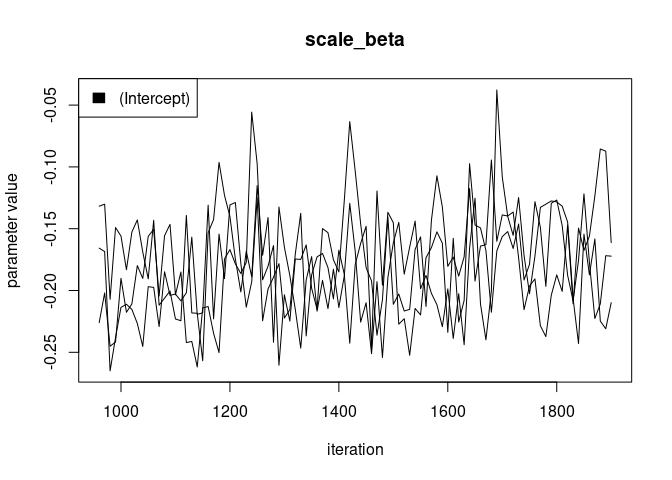 scale_beta
(Intercept)
parameter value
-0.05
-0.10
-0.15
-0.20
-0.25
1000 1200 1400 1600 1800
iteration